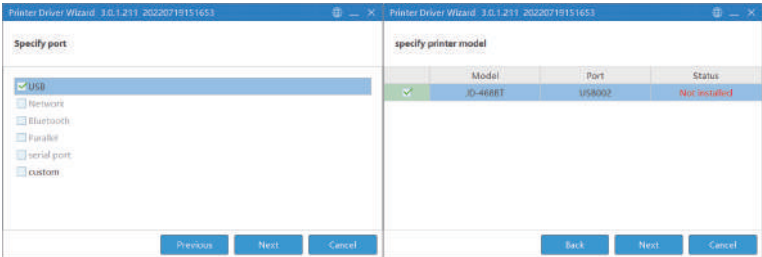 Printer Driver Wizard 3.0.1.211 20220719151653
Specify port
USB
Network
Bluetooth
Parallel
serial port
custom
Previous Next Cancel
Printer Driver Wizard 3.0.1.211 20220719151653
specify printer model
Model Port Status
JD-468BT USB002 Not installed
Back Next Cancel